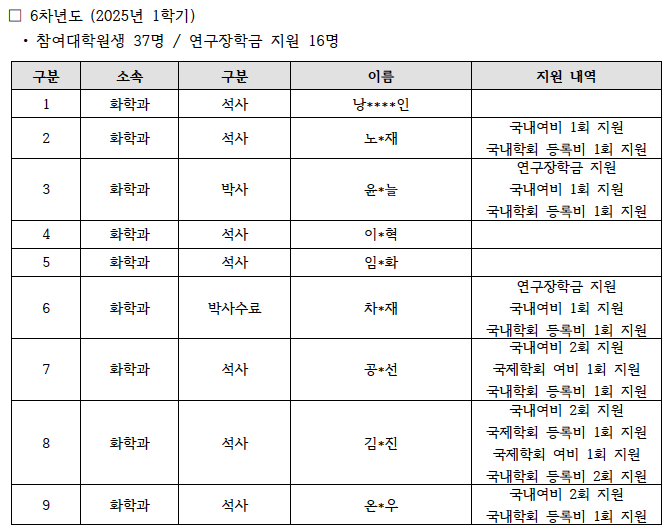 □ 6차년도 (2025년 1학기)
• 참여대학원생 37명 / 연구장학금 지원 16명
구분 소속 구분 이름 지원 내역
1 화학과 석사 낭****인
2 화학과 석사 노*재 국내여비 1회 지원
국내학회 등록비 1회 지원
3 화학과 박사 윤*늘 연구장학금 지원
국내여비 1회 지원
국내학회 등록비 1회 지원
4 화학과 석사 이*혁
5 화학과 석사 임*화
6 화학과 박사수료 차*재 연구장학금 지원
국내여비 1회 지원
국내학회 등록비 1회 지원
7 화학과 석사 공*선 국내여비 2회 지원
국제학회 여비 1회 지원
국내학회 등록비 1회 지원
8 화학과 석사 김*진 국내여비 2회 지원
국제학회 등록비 1회 지원
국제학회 여비 1회 지원
국내학회 등록비 2회 지원
9 화학과 석사 온*우 국내여비 2회 지원
국내학회 등록비 1회 지원